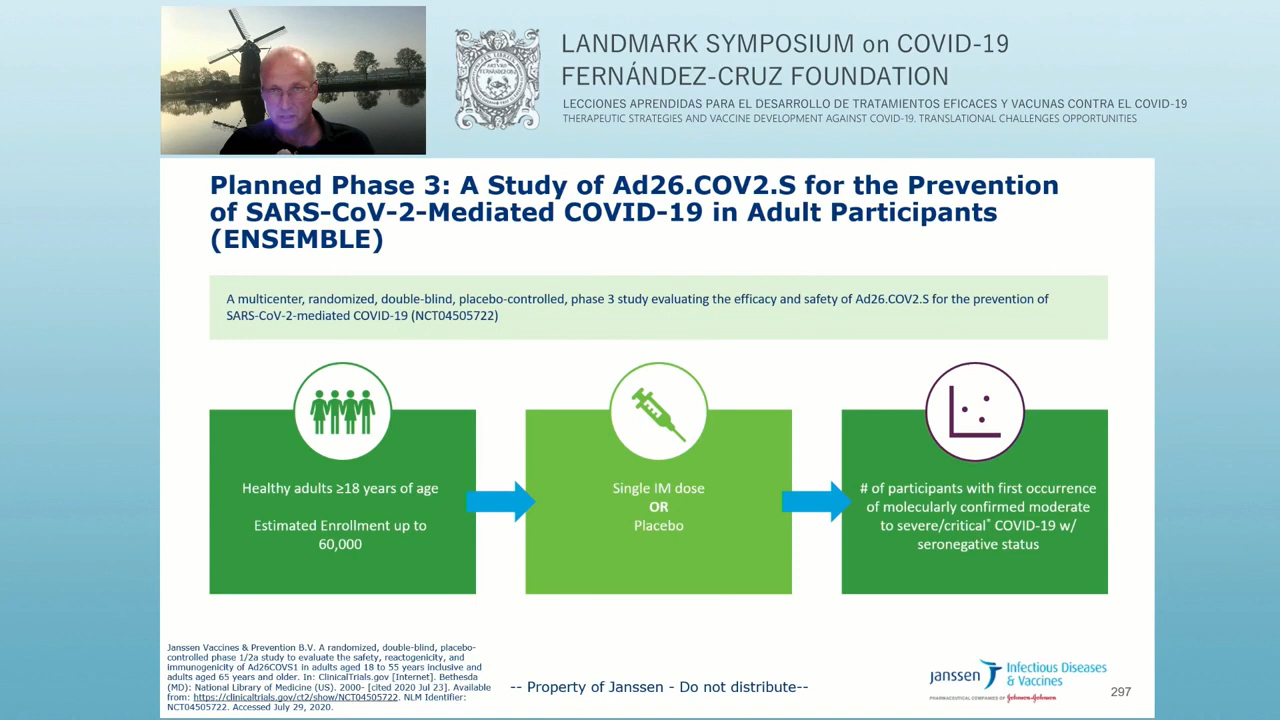 LANDMARK SYMPOSIUM on COVID-19
FERNÁNDEZ-CRUZ FOUNDATION
LECCIONES APRENDIDAS PARA EL DESARROLLO DE TRATAMIENTOS EFICACES Y VACUNAS CONTRA EL COVID-19
THERAPEUTIC STRATEGIES AND VACCINE DEVELOPMENT AGAINST COVID-19. TRANSLATIONAL CHALLENGES OPPORTUNITIES
Planned Phase 3: A Study of Ad26.COV2.S for the Prevention
of SARS-CoV-2-Mediated COVID-19 in Adult Participants
(ENSEMBLE)
A multicenter, randomized, double-blind, placebo-controlled, phase 3 study evaluating the efficacy and safety of Ad26.COV2.S for the prevention of
SARS-CoV-2-mediated COVID-19 (NCT04505722)
Healthy adults ≥18 years of age
Estimated Enrollment up to
60,000
Single IM dose
OR
Placebo
# of participants with first occurrence
of molecularly confirmed moderate
to severe/critical* COVID-19 w/
seronegative status
Janssen Vaccines & Prevention B.V. A randomized, double-blind, placebo-
controlled phase 1/2a study to evaluate the safety, reactogenicity, and
immunogenicity of Ad26COVS1 in adults aged 18 to 55 years inclusive and
adults aged 65 years and older. In: ClinicalTrials.gov [Internet]. Bethesda
(MD): National Library of Medicine (US). 2000- [cited 2020 Jul 23]. Available
from: https://clinicaltrials.gov/ct2/show/NCT04505722. NLM Identifier:
NCT04505722. Accessed July 29, 2020.
-- Property of Janssen - Do not distribute--
janssen Infectious Diseases
& Vaccines
PHARMACEUTICAL COMPANIES OF Johnson&Johnson
297